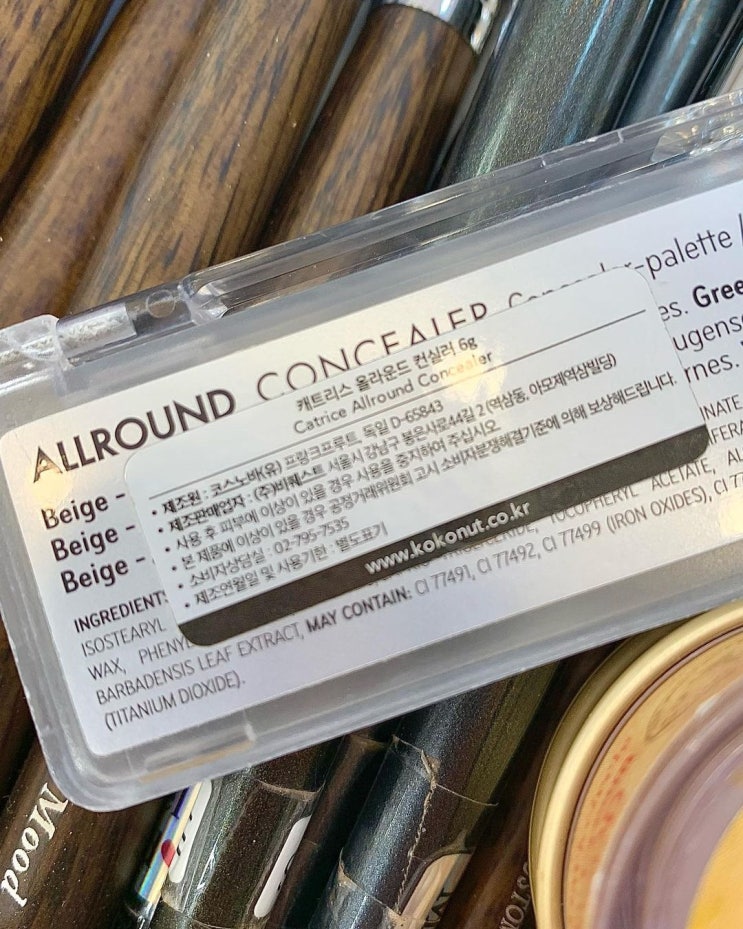 ALLROUND CONCEALER Concealer-palette /
es. Gree
ugens
rnes.
Beige -
Beige -
Beige -
캐트리스 올라운드 컨실러 6g
Catrice Allround Concealer
• 제조원 : 코스노바(유) 프랑크프루트, 독일 D-65843
• 제조판매업자 : (주)비퀘스트 서울시 강남구 봉은사로44길 2 (역삼동, 아모제역삼빌딩)
• 사용 후 피부에 이상이 있을 경우 사용을 중지하여 주십시오.
• 본 제품에 이상이 있을 경우 공정거래위원회 고시 소비자분쟁해결기준에 의해 보상해드립니다.
• 소비자상담실 : 02-795-7535
• 제조연월일 및 사용기한 : 별도표기
www.kokonut.co.kr
INGREDIENTS
ISOSTEARYL TOCOPHERYL ACETATE, AL
WAX, PHENY
BARBADENSIS LEAF EXTRACT, MAY CONTAIN: CI 77491, CI 77492, CI 77499 (IRON OXIDES), CI 77
(TITANIUM DIOXIDE).
Mood